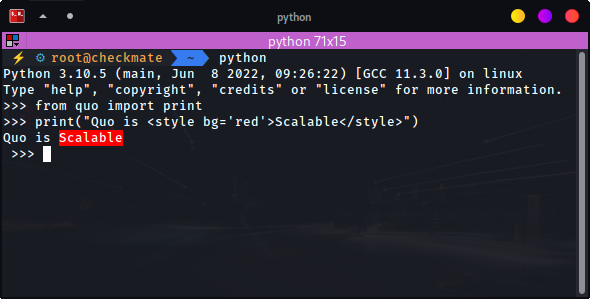 python
python 71x15
root@checkmate ~ python
Python 3.10.5 (main, Jun  8 2022, 09:26:22) [GCC 11.3.0] on linux
Type "help", "copyright", "credits" or "license" for more information.
>>> from quo import print
>>> print("Quo is <style bg='red'>Scalable</style>")
Quo is Scalable
>>>